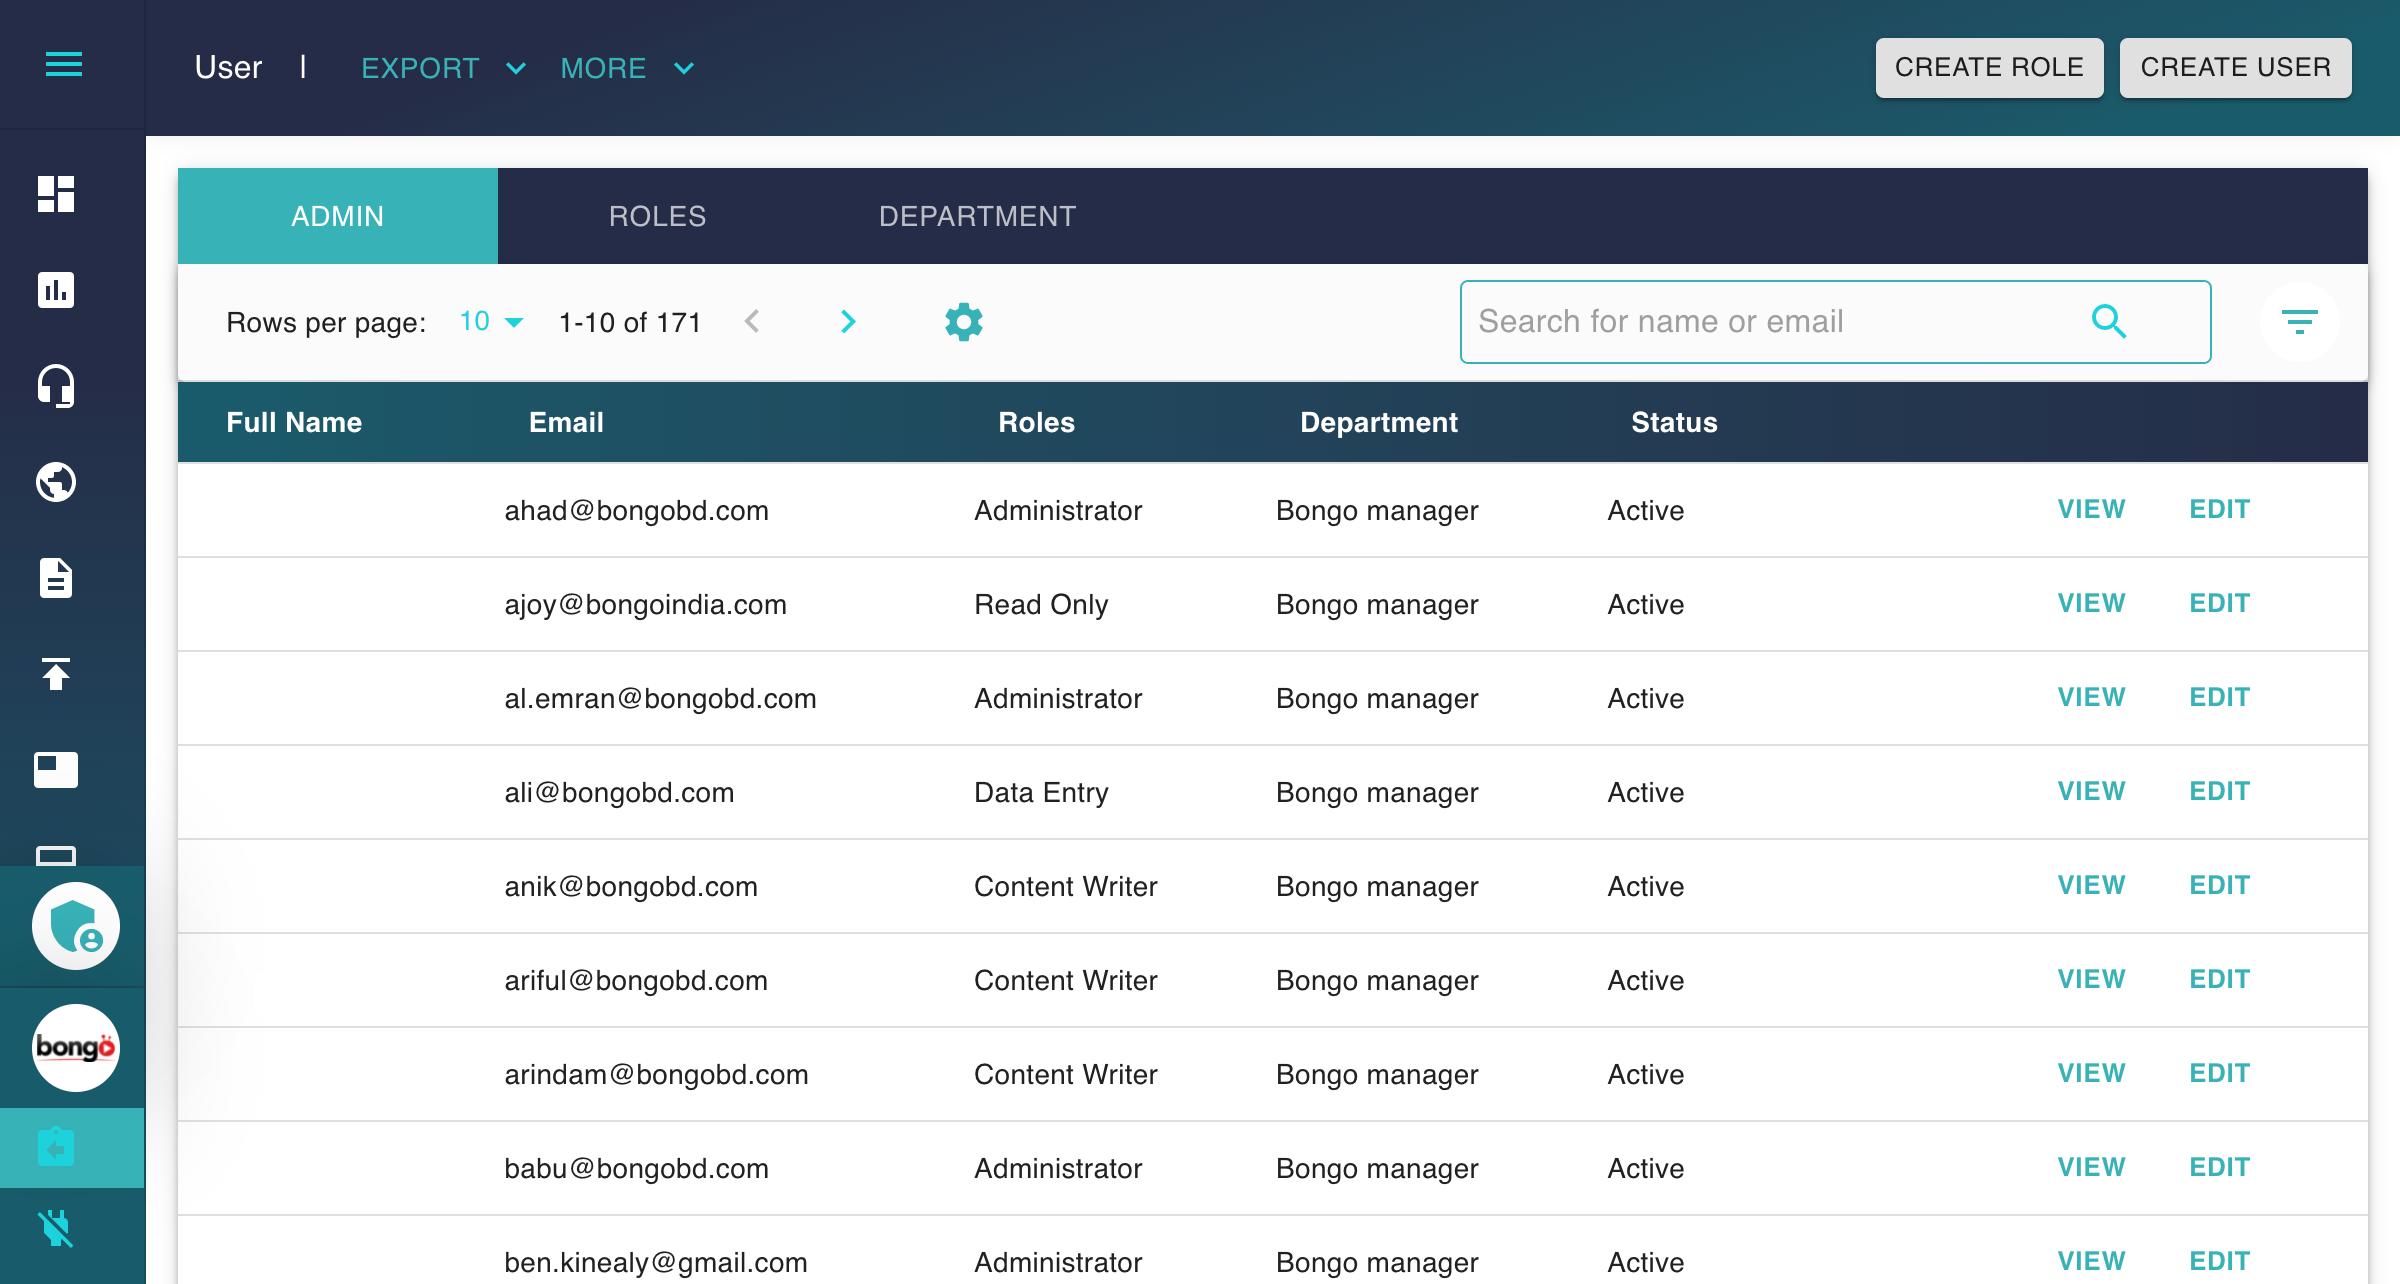 User | EXPORT MORE CREATE ROLE CREATE USER
ADMIN ROLES DEPARTMENT
Rows per page: 10 1-10 of 171 Search for name or email
Full Name Email Roles Department Status
ahad@bongobd.com Administrator Bongo manager Active VIEW EDIT
ajoy@bongoindia.com Read Only Bongo manager Active VIEW EDIT
al.emran@bongobd.com Administrator Bongo manager Active VIEW EDIT
ali@bongobd.com Data Entry Bongo manager Active VIEW EDIT
anik@bongobd.com Content Writer Bongo manager Active VIEW EDIT
ariful@bongobd.com Content Writer Bongo manager Active VIEW EDIT
bongo
arindam@bongobd.com Content Writer Bongo manager Active VIEW EDIT
babu@bongobd.com Administrator Bongo manager Active VIEW EDIT
ben.kinealy@gmail.com Administrator Bongo manager Active VIEW EDIT